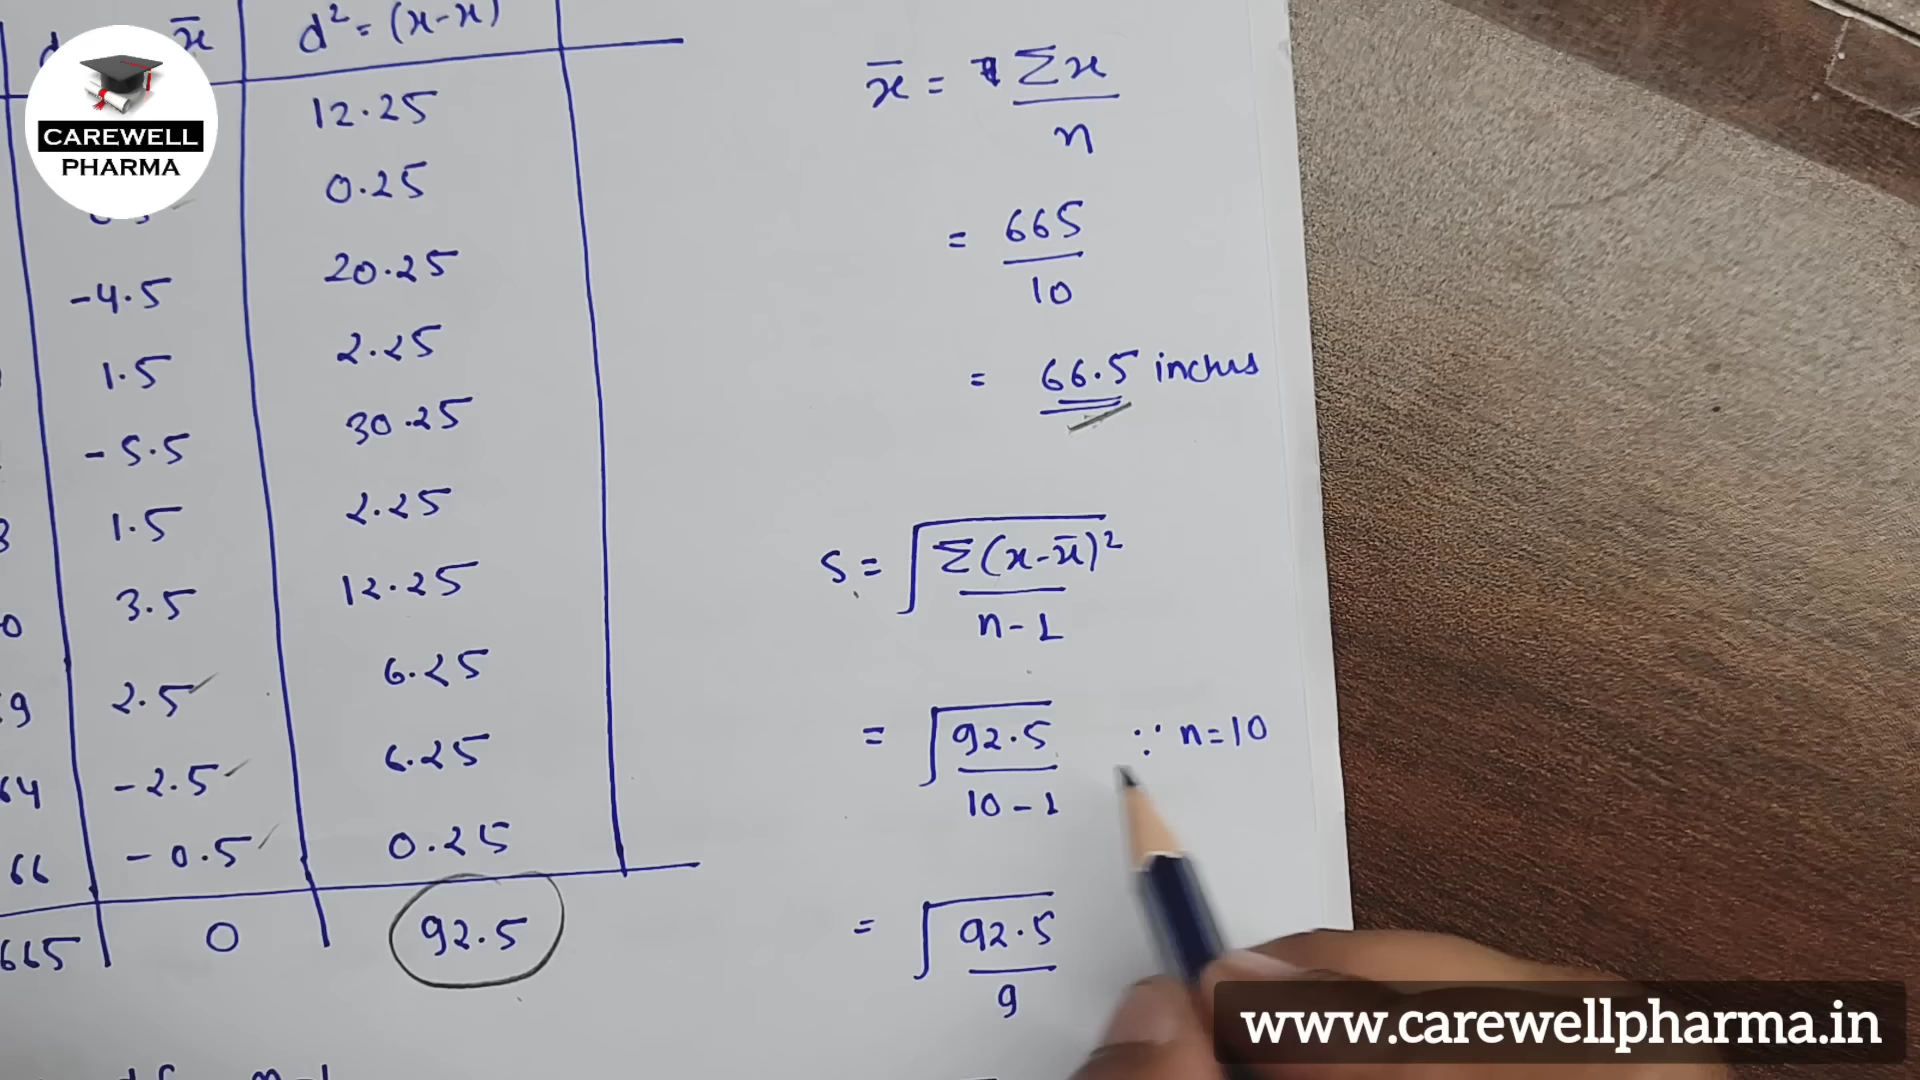 x̄ d² = (x-x)
CAREWELL
PHARMA
12.25
0.25
-4.5 20.25
1.5 2.25
-5.5 30.25
1.5 2.25
3.5 12.25
2.5 6.25
64 -2.5 6.25
66 -0.5 0.25
665 0 92.5
x̄ = Σx
n
= 665
10
= 66.5 inches
S = √Σ(x-x̄)²
n-1
= √92.5 ∵ n=10
10-1
= √92.5
9
www.carewellpharma.in